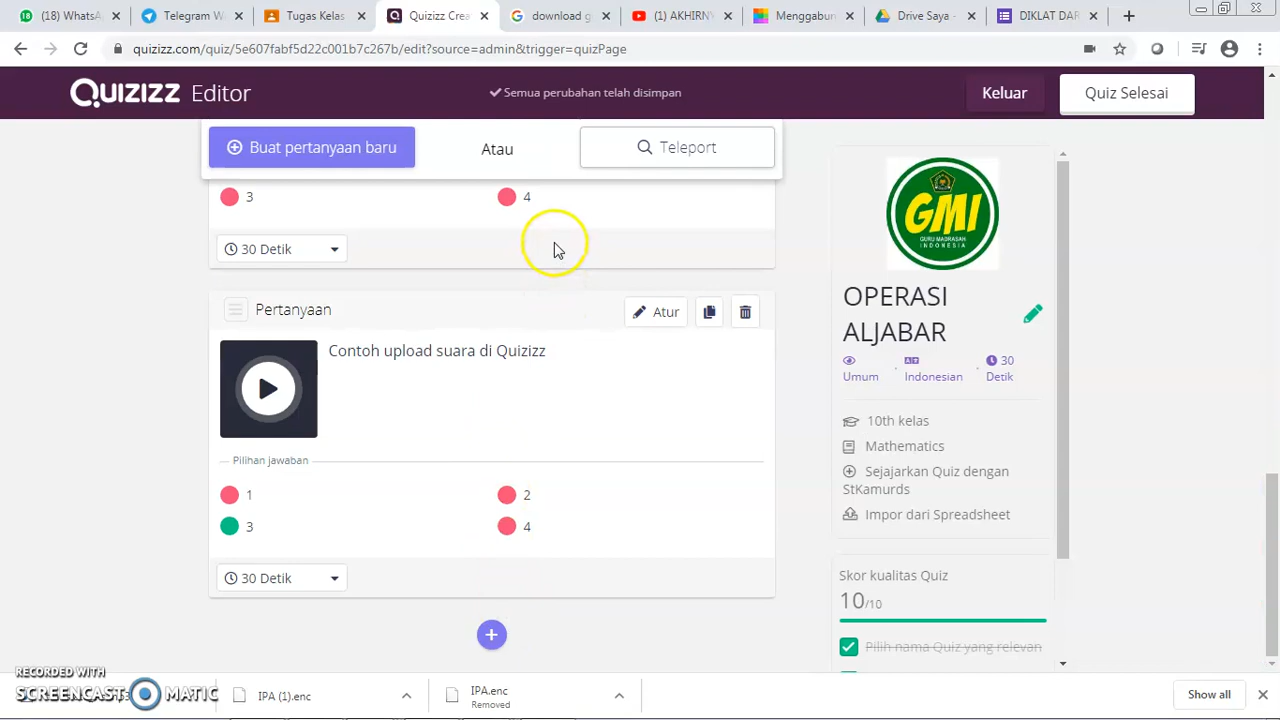 (18) WhatsA
Telegram W
Tugas Kelas
Quizizz Crea
download g
(1) AKHIRNY
Menggabun
Drive Saya -
DIKLAT DAR
quizizz.com/quiz/5e607fabf5d22c001b7c267b/edit?source=admin&trigger=quizPage
QUIZIZZ Editor
Semua perubahan telah disimpan
Keluar
Quiz Selesai
Buat pertanyaan baru
Atau
Teleport
3
4
30 Detik
Pertanyaan
Atur
Contoh upload suara di Quizizz
Pilihan jawaban
1
2
3
4
30 Detik
GMI
GURU MADRASAH
INDONESIA
OPERASI
ALJABAR
Umum
Indonesian
30
Detik
10th kelas
Mathematics
Sejajarkan Quiz dengan
StKamurds
Impor dari Spreadsheet
Skor kualitas Quiz
10/10
Pilih nama Quiz yang relevan
RECORDED WITH
SCREENCAST MATIC
IPA (1).enc
IPA.enc
Removed
Show all